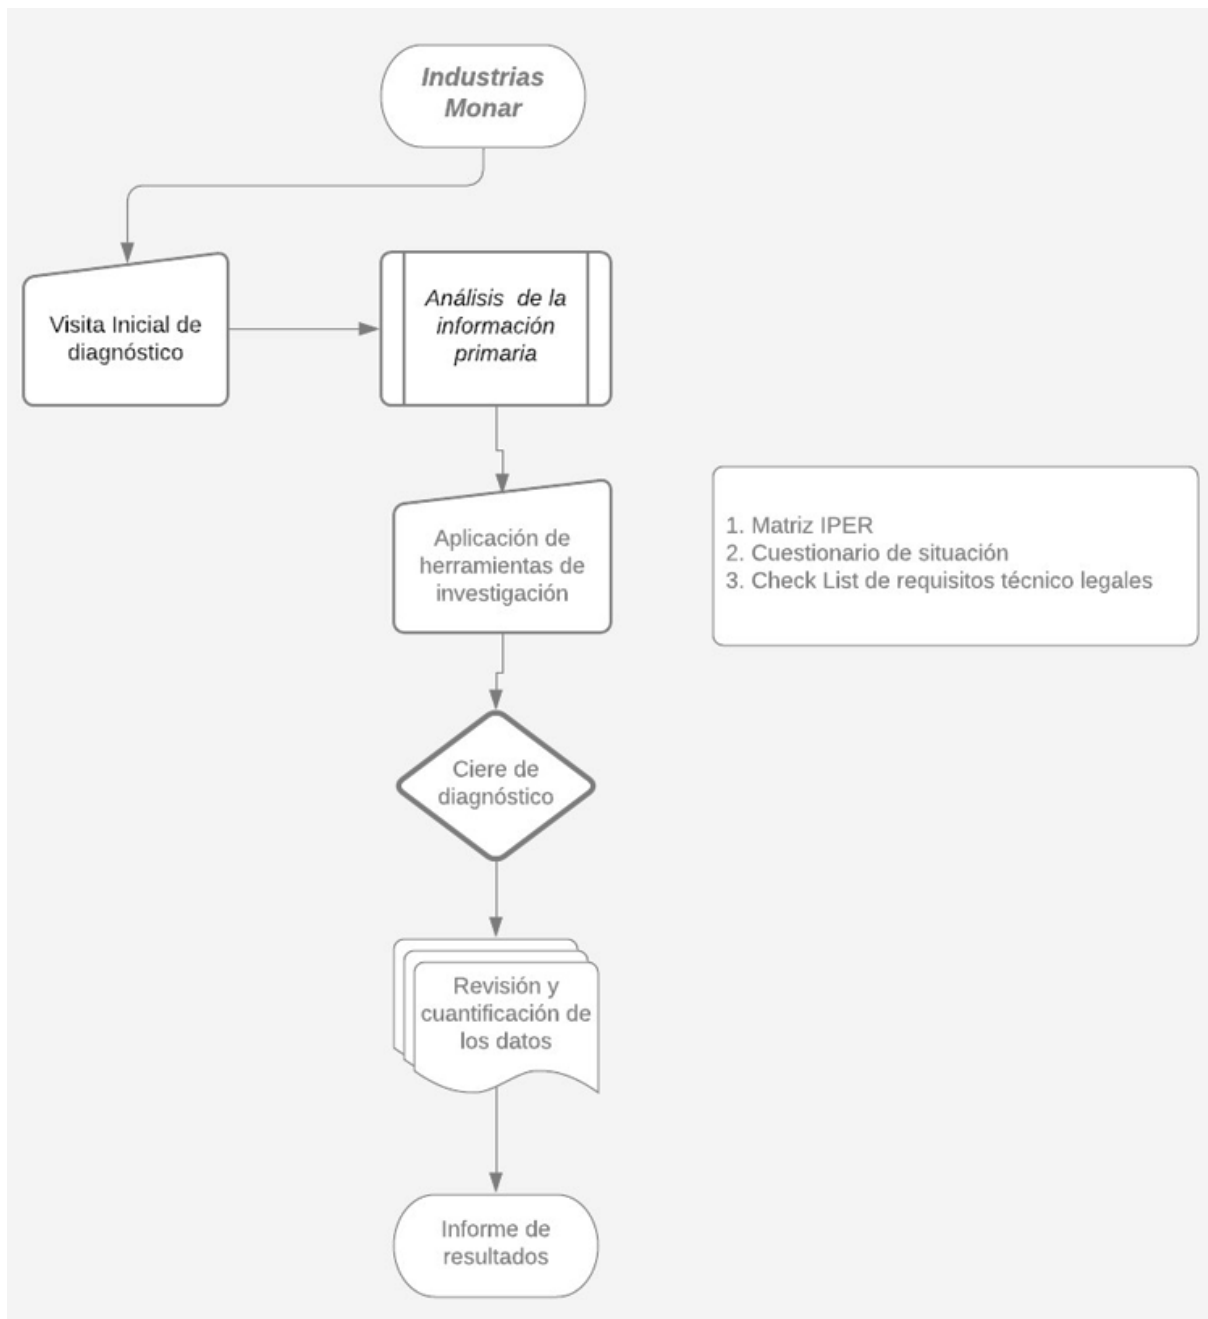 Industrias
Monar
Visita Inicial de
diagnóstico
Análisis de la
información
primaria
Aplicación de
herramientas de
investigación
1. Matriz IPER
2. Cuestionario de situación
3. Check List de requisitos técnico legales
Ciere de
diagnóstico
Revisión y
cuantificación de
los datos
Informe de
resultados